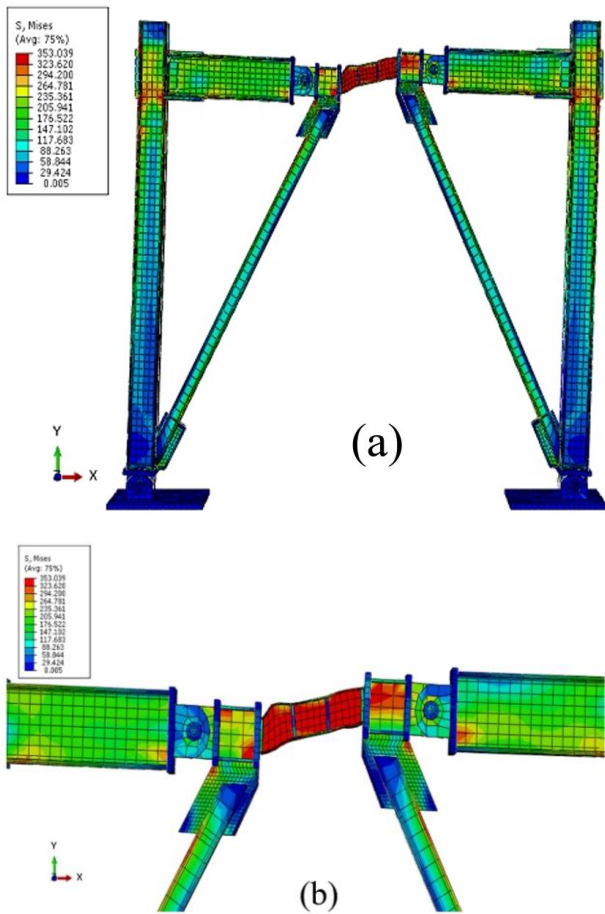 S, Mises
(Avg: 75%)
353.039
323.620
294.200
264.781
235.361
205.941
176.522
147.102
117.683
88.263
58.844
29.424
0.005
Y
X
(a)
S, Mises
(Avg: 75%)
353.039
323.620
294.200
264.781
235.361
205.941
176.522
147.102
117.683
88.263
58.844
29.424
0.005
Y
X
(b)